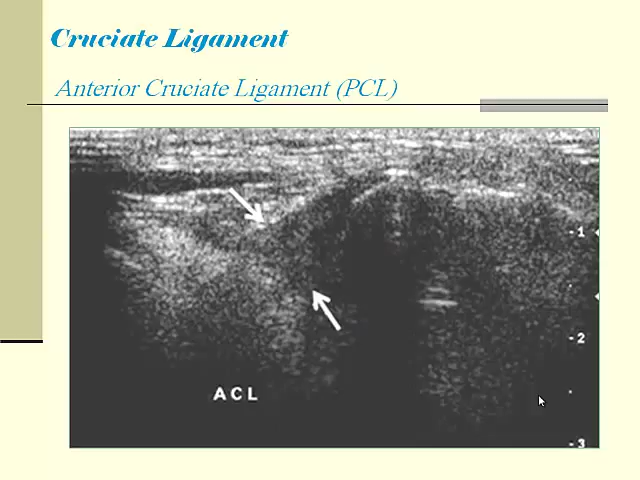 Cruciate Ligament
Anterior Cruciate Ligament (PCL)
-1
-2
ACL
-3